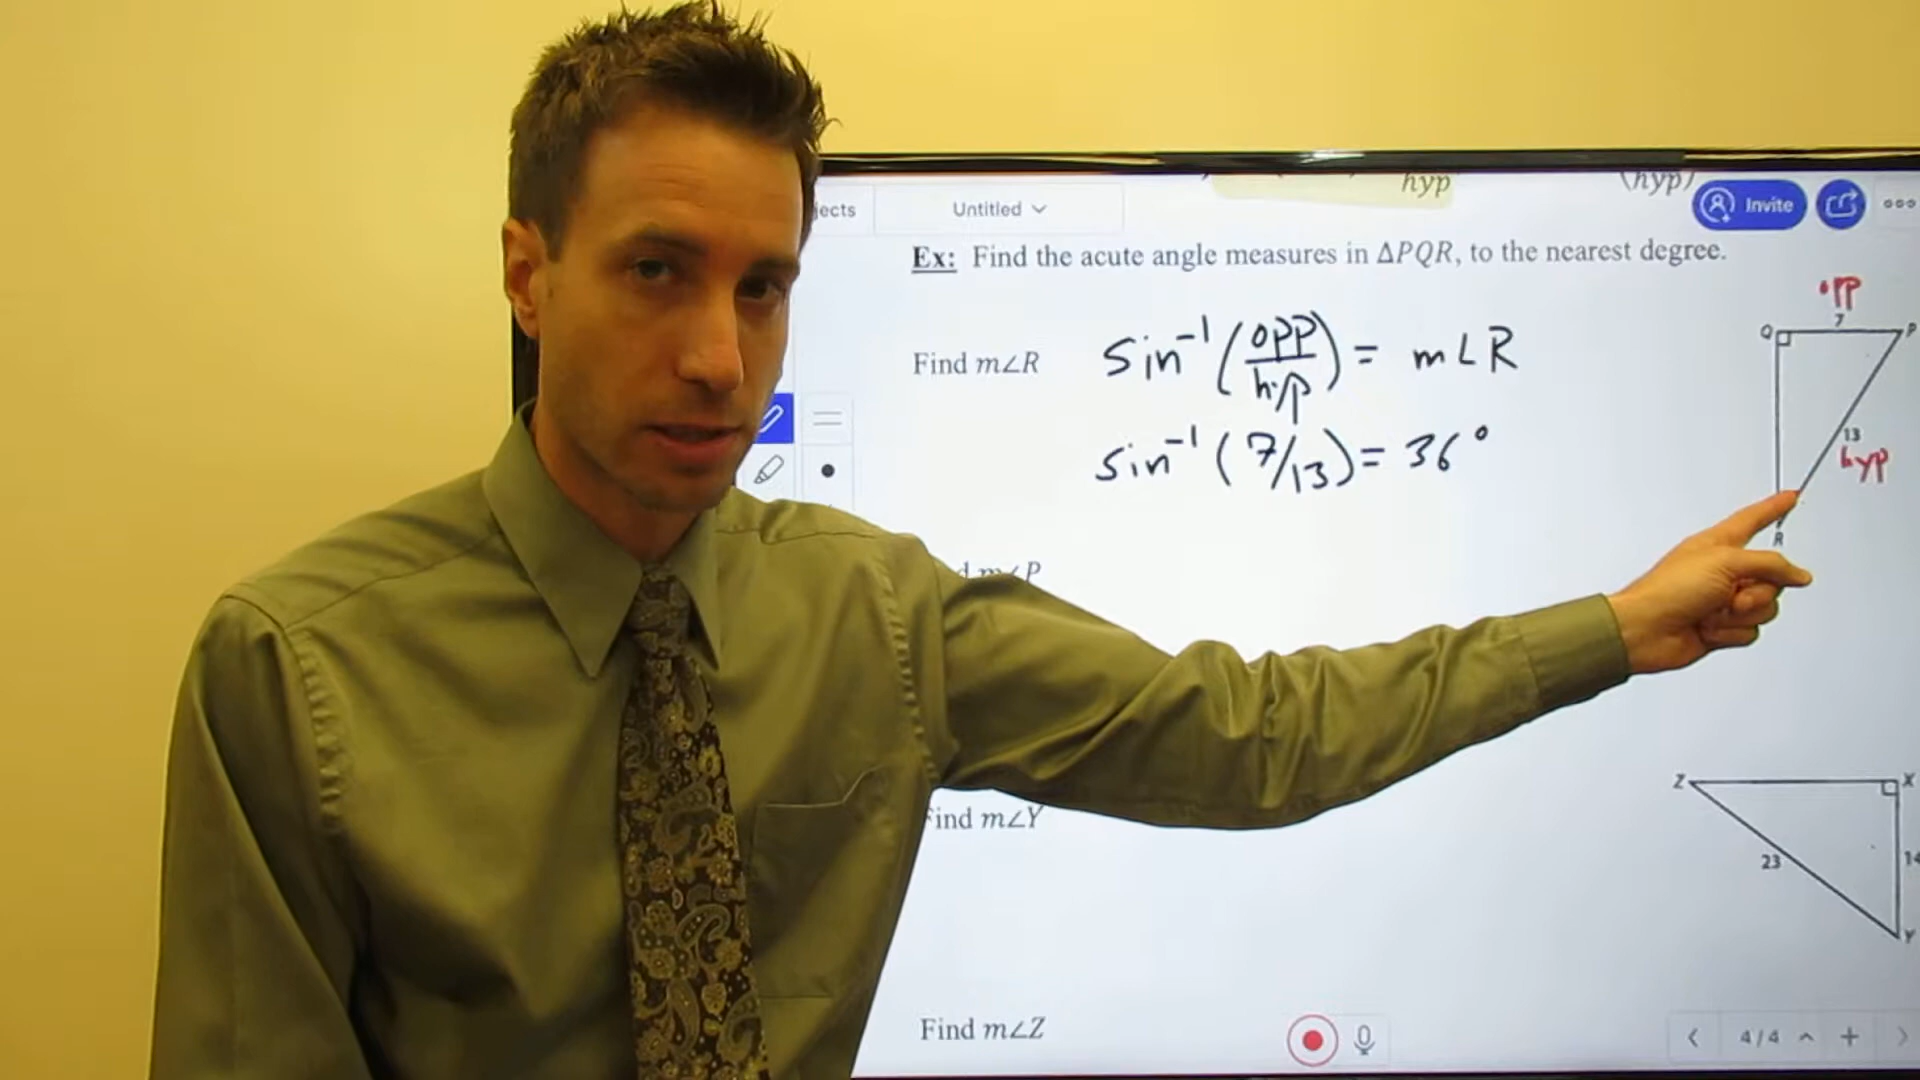 hyp
(hyp)
jects
Untitled
Invite
Ex: Find the acute angle measures in ΔPQR, to the nearest degree.
opp
7
Q
P
Find m∠R
sin⁻¹(opp/hyp) = m∠R
13
hyp
sin⁻¹(7/13) = 36°
R
m∠P
Z
X
Find m∠Y
23
14
Y
Find m∠Z
4/4